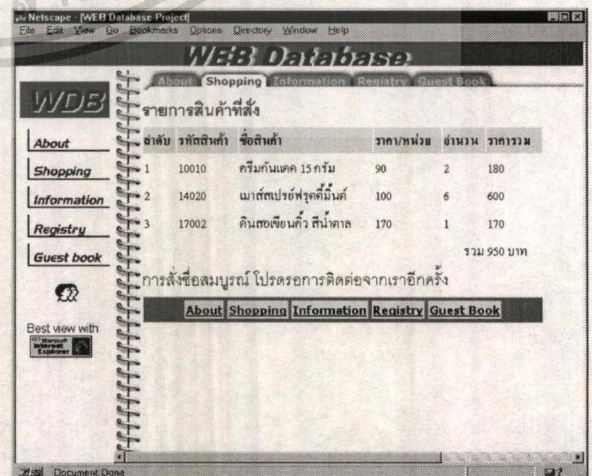 Netscape - [WEB Database Project]
File Edit View Go Bookmarks Options Directory Window Help
WEB Database
About Shopping Information Registry Guest Book
WDB
About
Shopping
Information
Registry
Guest book
Best view with
Microsoft Internet Explorer
รายการสินค้าที่สั่ง
ลำดับ รหัสสินค้า ชื่อสินค้า ราคา/หน่วย จำนวน ราคารวม
1 10010 ครีมกันแดด 15 กรัม 90 2 180
2 14020 เมาส์สเปรย์ฟรุตตี้มิ้นต์ 100 6 600
3 17002 ดินสอเขียนคิ้ว สีน้ำตาล 170 1 170
รวม 950 บาท
การสั่งซื้อสมบูรณ์ โปรดรอการติดต่อจากเราอีกครั้ง
About Shopping Information Registry Guest Book
Document Done